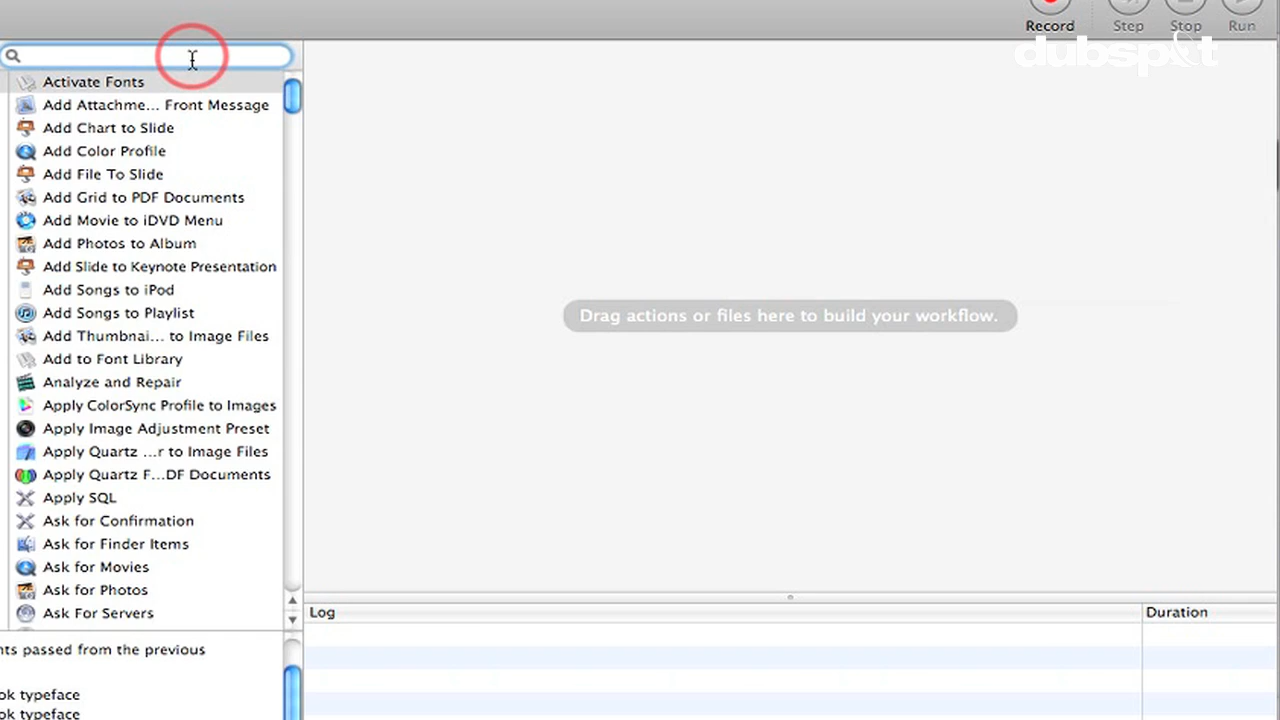 Record
Step
Stop
Run
dubspot
Activate Fonts
Add Attachme... Front Message
Add Chart to Slide
Add Color Profile
Add File To Slide
Add Grid to PDF Documents
Add Movie to iDVD Menu
Add Photos to Album
Add Slide to Keynote Presentation
Add Songs to iPod
Add Songs to Playlist
Add Thumbnai... to Image Files
Add to Font Library
Analyze and Repair
Apply ColorSync Profile to Images
Apply Image Adjustment Preset
Apply Quartz ...r to Image Files
Apply Quartz F...DF Documents
Apply SQL
Ask for Confirmation
Ask for Finder Items
Ask for Movies
Ask for Photos
Ask For Servers
Drag actions or files here to build your workflow.
Log
Duration
nts passed from the previous
ok typeface
ok typeface